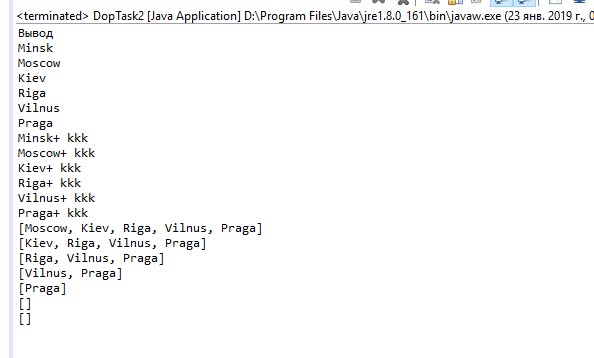 <terminated> DopTask2 [Java Application] D:\Program Files\Java\jre1.8.0_161\bin\javaw.exe (23 янв. 2019 г., 0
Вывод
Minsk
Moscow
Kiev
Riga
Vilnus
Praga
Minsk+ kkk
Moscow+ kkk
Kiev+ kkk
Riga+ kkk
Vilnus+ kkk
Praga+ kkk
[Moscow, Kiev, Riga, Vilnus, Praga]
[Kiev, Riga, Vilnus, Praga]
[Riga, Vilnus, Praga]
[Vilnus, Praga]
[Praga]
[]
[]